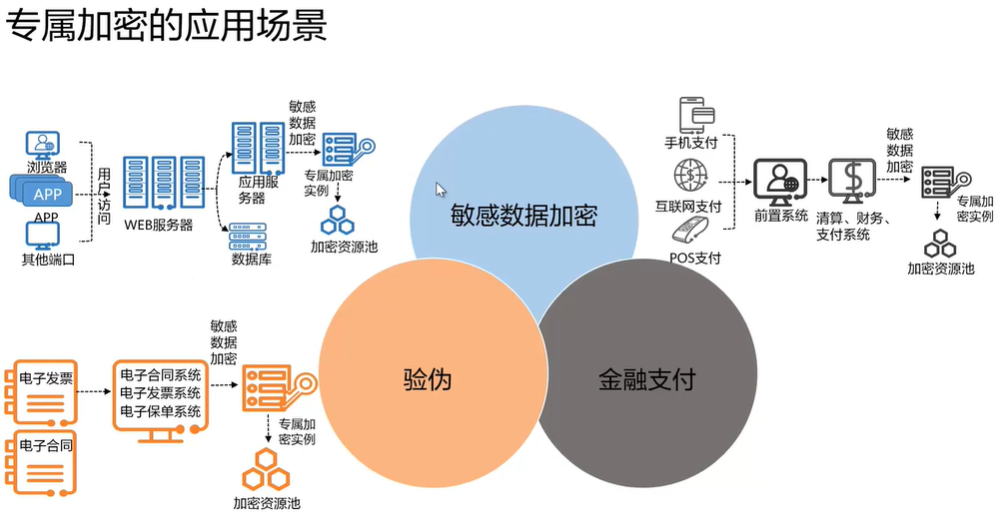 专属加密的应用场景
浏览器
APP
APP
其他端口
用户访问
WEB服务器
应用服
务器
数据库
敏感
数据
加密
专属加密
实例
加密资源池
敏感数据加密
手机支付
互联网支付
POS支付
前置系统
清算、财务、
支付系统
敏感
数据
加密
专属加
密实例
加密资源池
电子发票
电子合同
电子合同系统
电子发票系统
电子保单系统
敏感
数据
加密
专属加
密实例
加密资源池
验伪
金融支付